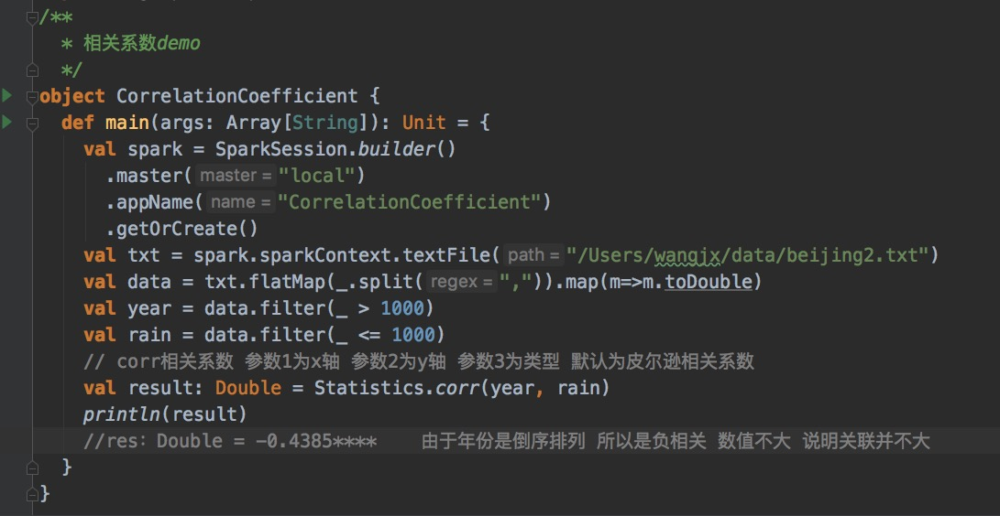 /**
* 相关系数demo
*/
object CorrelationCoefficient {
def main(args: Array[String]): Unit = {
val spark = SparkSession.builder()
.master( master = "local")
.appName( name = "CorrelationCoefficient")
.getOrCreate()
val txt = spark.sparkContext.textFile( path = "/Users/wangjx/data/beijing2.txt")
val data = txt.flatMap(_.split( regex = ",")).map(m=>m.toDouble)
val year = data.filter(_ > 1000)
val rain = data.filter(_ <= 1000)
// corr相关系数 参数1为x轴 参数2为y轴 参数3为类型 默认为皮尔逊相关系数
val result: Double = Statistics.corr(year, rain)
println(result)
//res: Double = -0.4385**** 由于年份是倒序排列 所以是负相关 数值不大 说明关联并不大
}
}